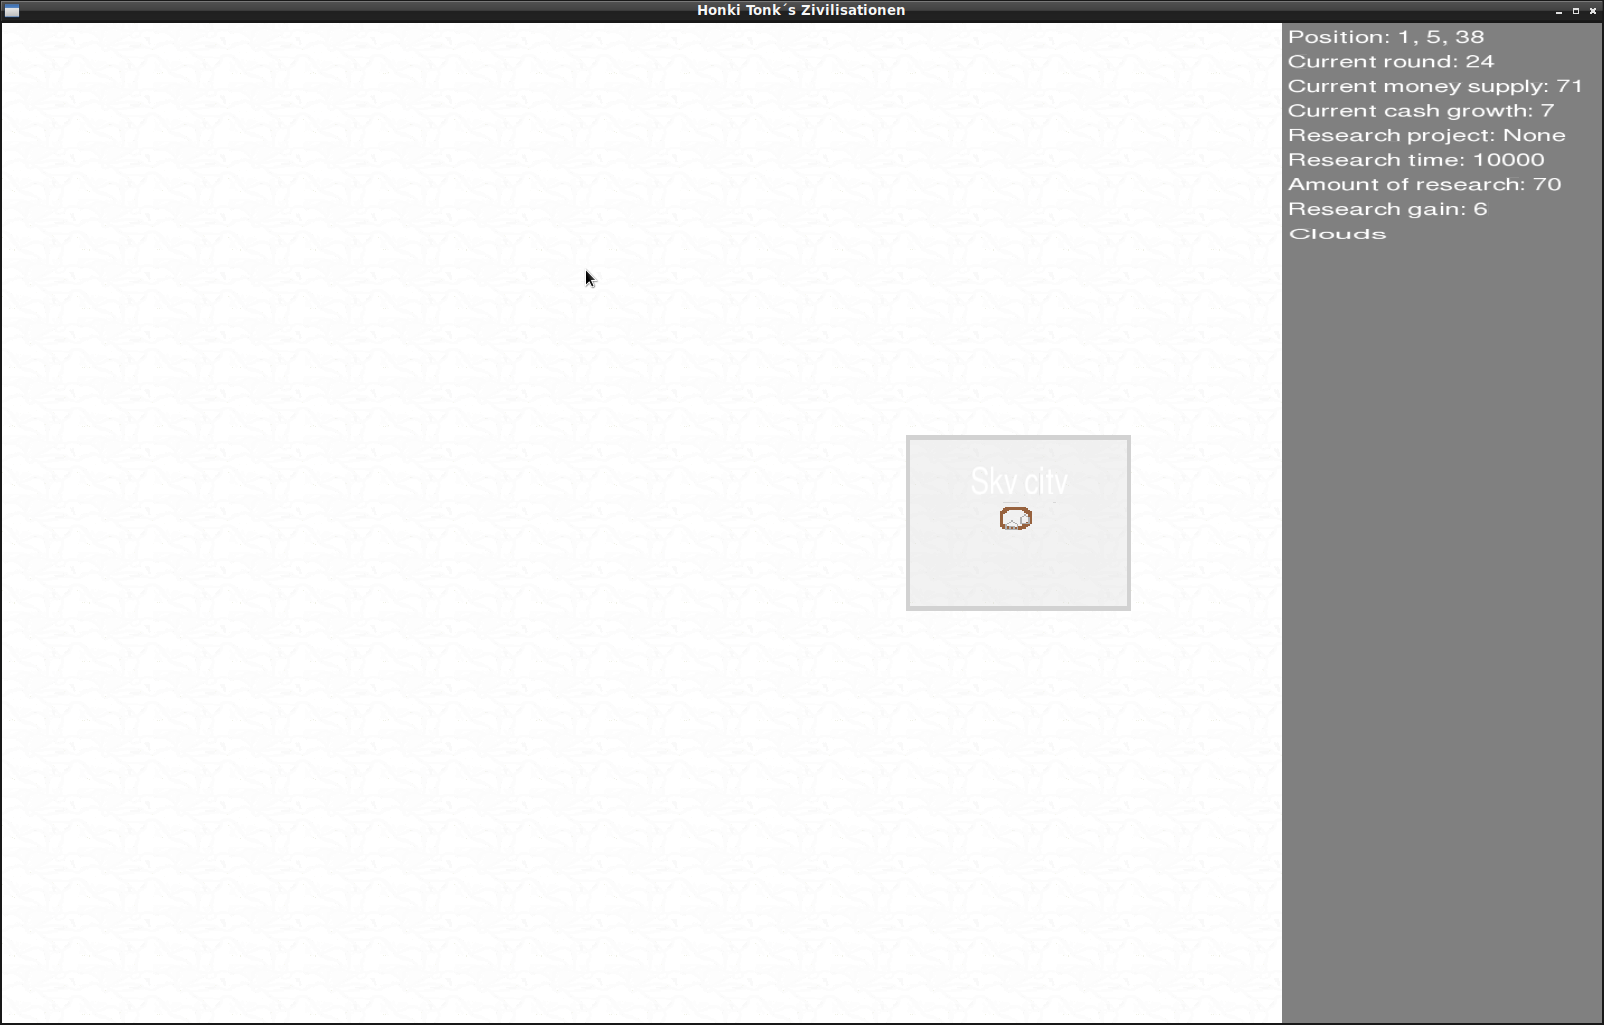 Honki Tonk´s Zivilisationen
Position: 1, 5, 38
Current round: 24
Current money supply: 71
Current cash growth: 7
Research project: None
Research time: 10000
Amount of research: 70
Research gain: 6
Clouds
Sky city